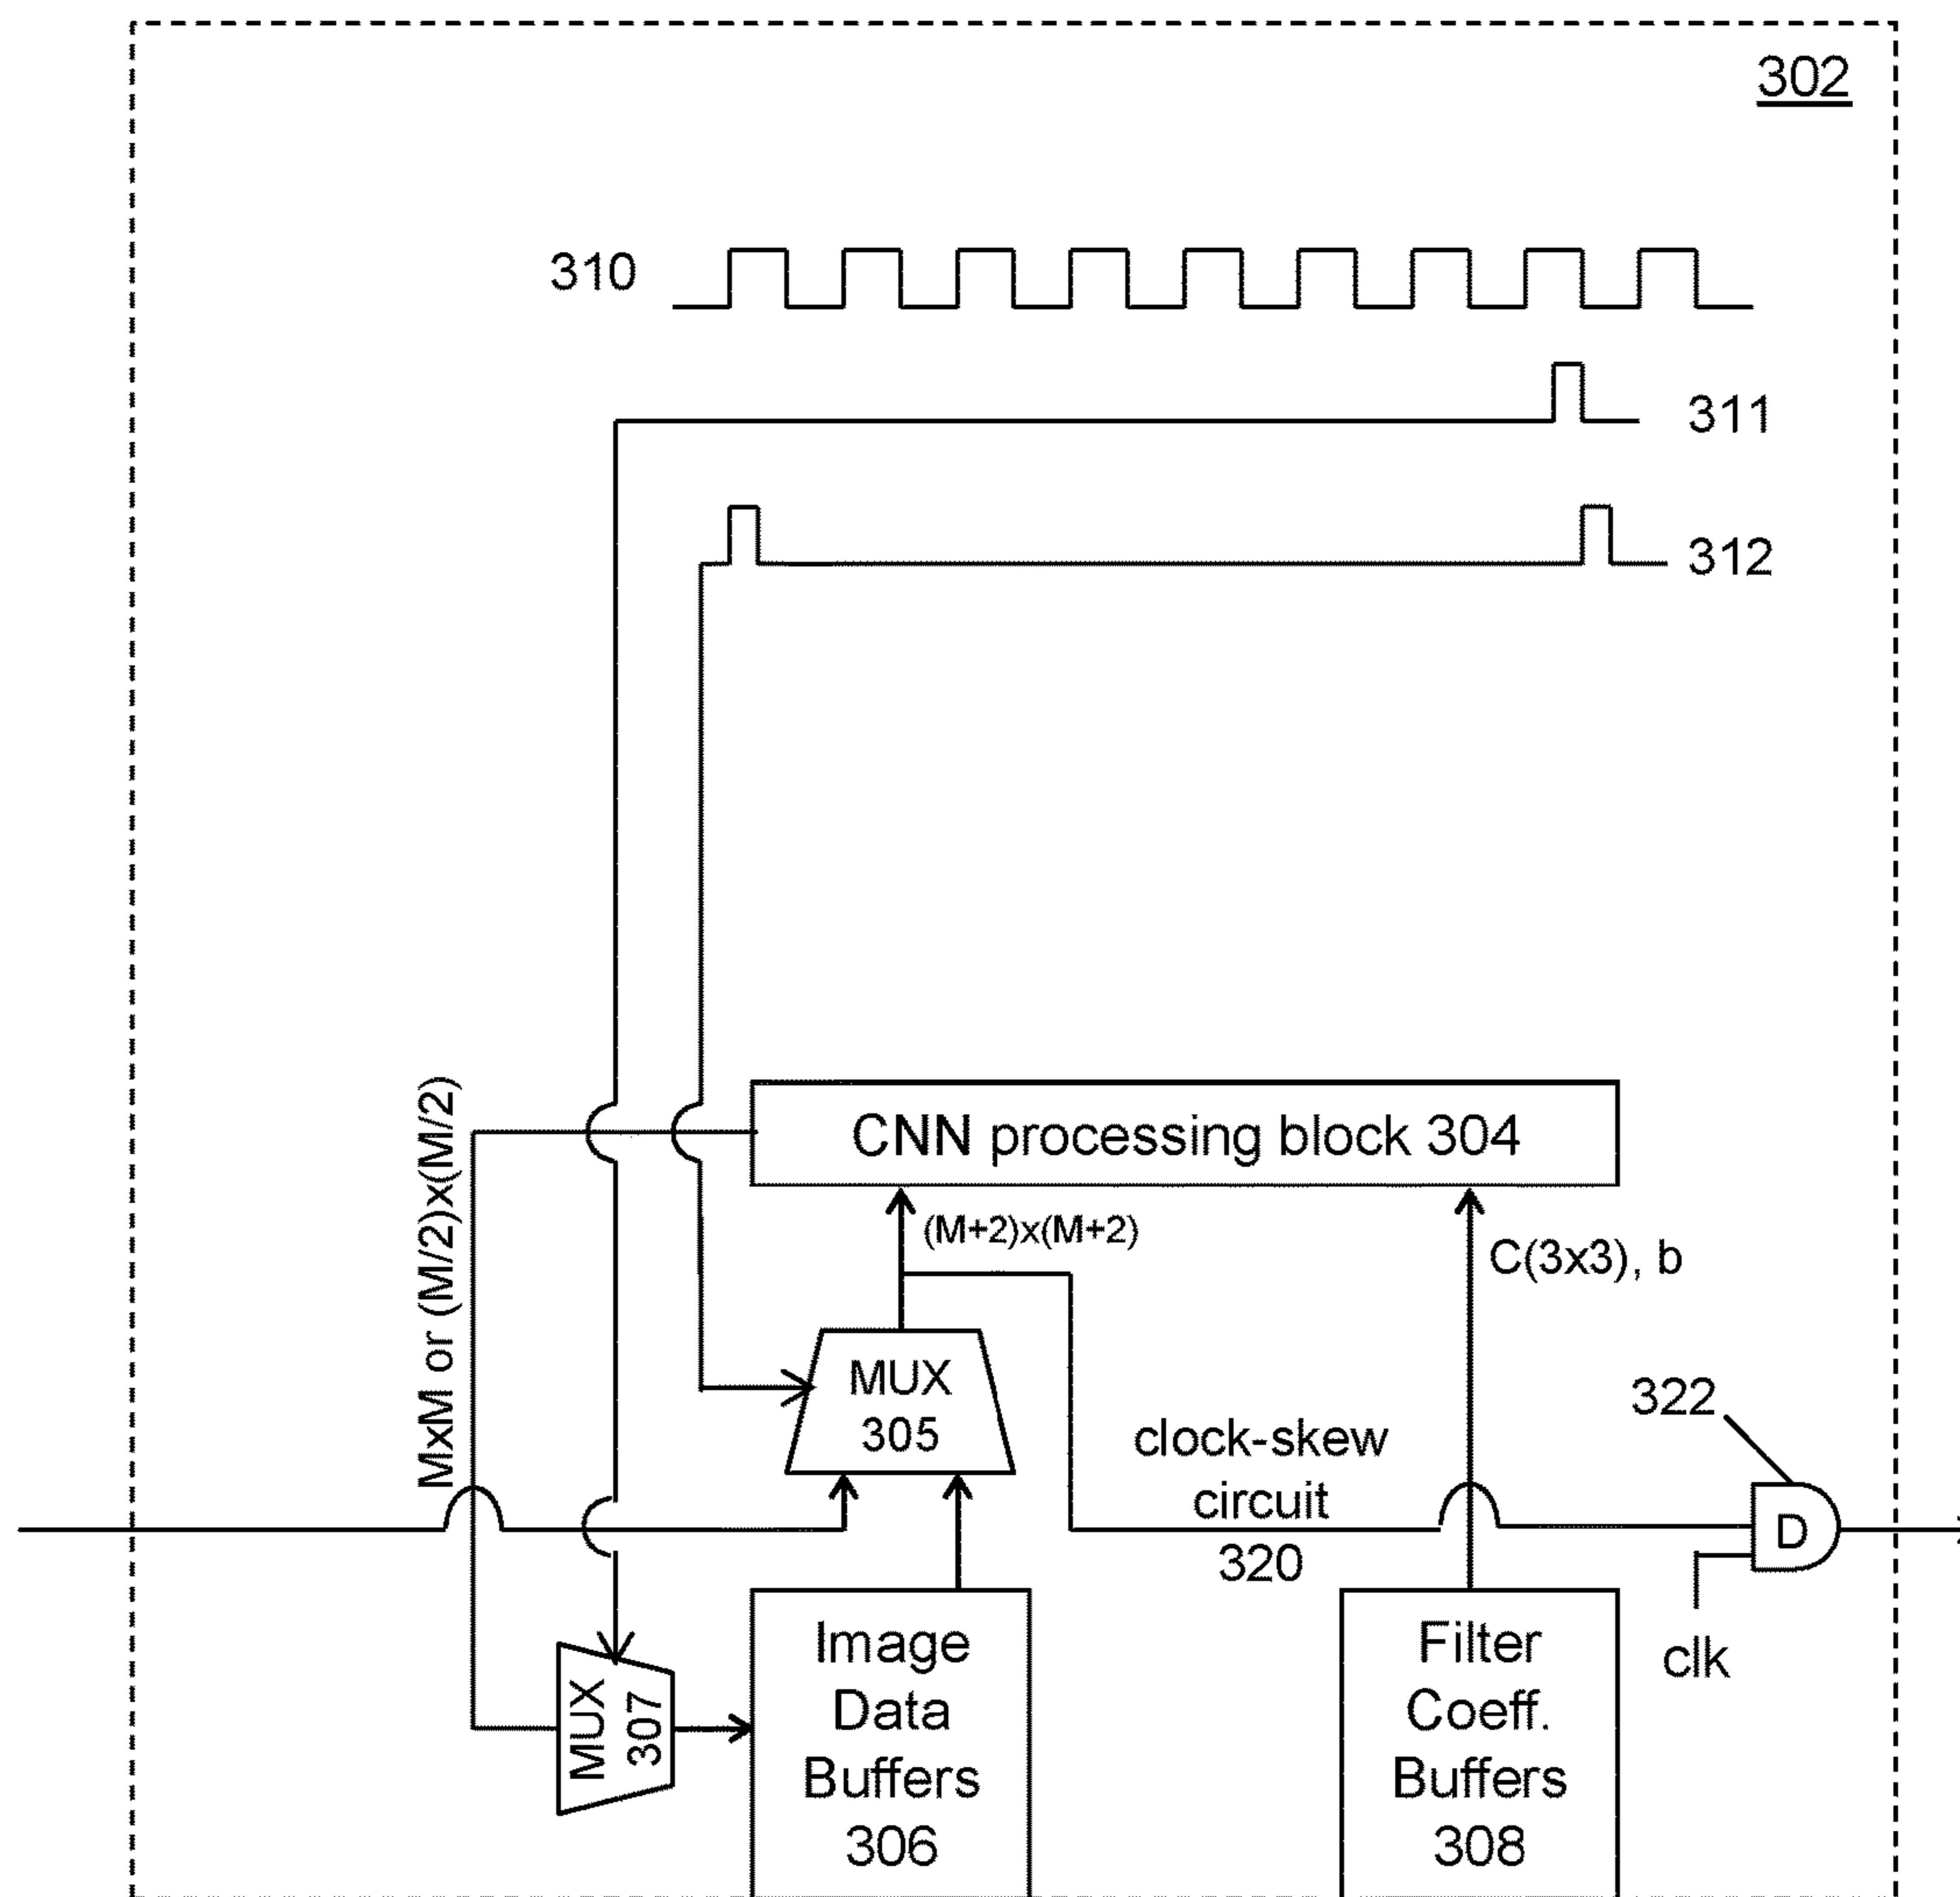 302
310
311
312
MxM or (M/2)x(M/2)
CNN processing block 304
(M+2)x(M+2)
C(3x3), b
MUX
305
clock-skew
circuit
320
322
D
clk
MUX
307
Image
Data
Buffers
306
Filter
Coeff.
Buffers
308